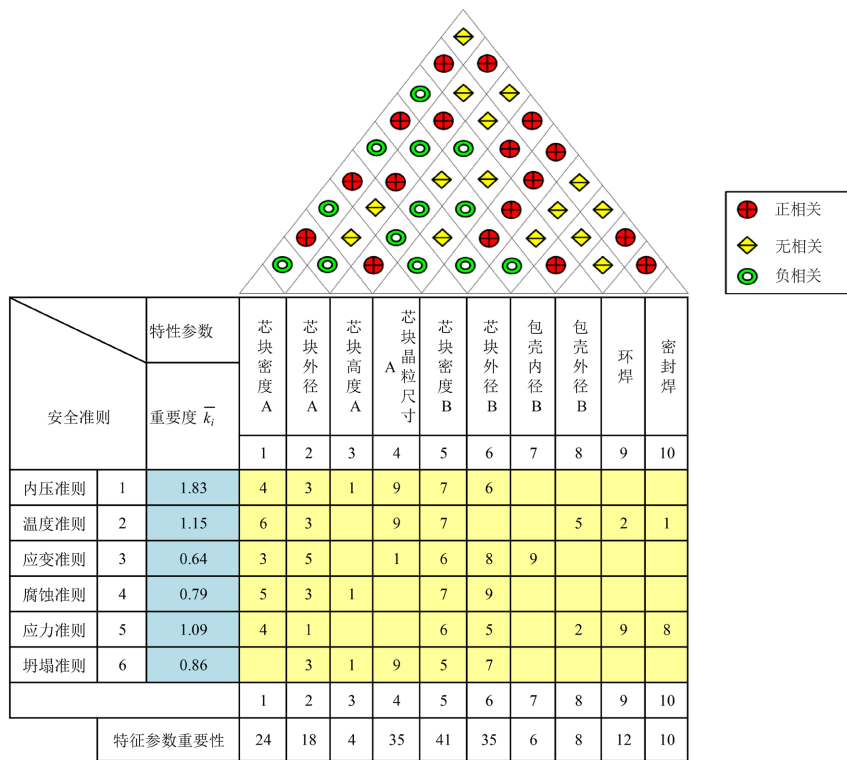 正相关
无相关
负相关
特性参数
安全准则
重要度 k̄ᵢ
芯块密度A
芯块外径A
芯块高度A
芯块晶粒尺寸A
芯块密度B
芯块外径B
包壳内径B
包壳外径B
环焊
密封焊
1 2 3 4 5 6 7 8 9 10
内压准则 1 1.83 4 3 1 9 7 6
温度准则 2 1.15 6 3 9 7 5 2 1
应变准则 3 0.64 3 5 1 6 8 9
腐蚀准则 4 0.79 5 3 1 7 9
应力准则 5 1.09 4 1 6 5 2 9 8
坍塌准则 6 0.86 3 1 9 5 7
1 2 3 4 5 6 7 8 9 10
特征参数重要性 24 18 4 35 41 35 6 8 12 10